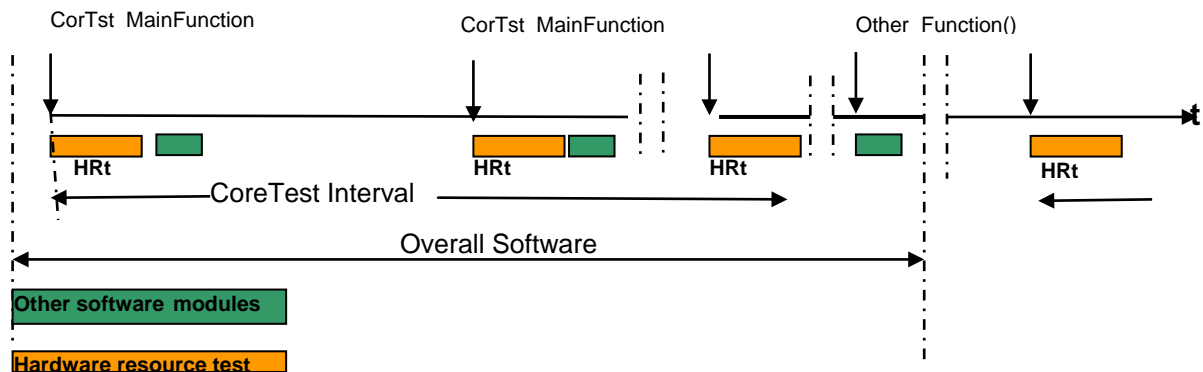 CorTst MainFunction
CorTst MainFunction
Other Function()
t
HRt
HRt
HRt
HRt
CoreTest Interval
Overall Software
Other software modules
Hardware resource test